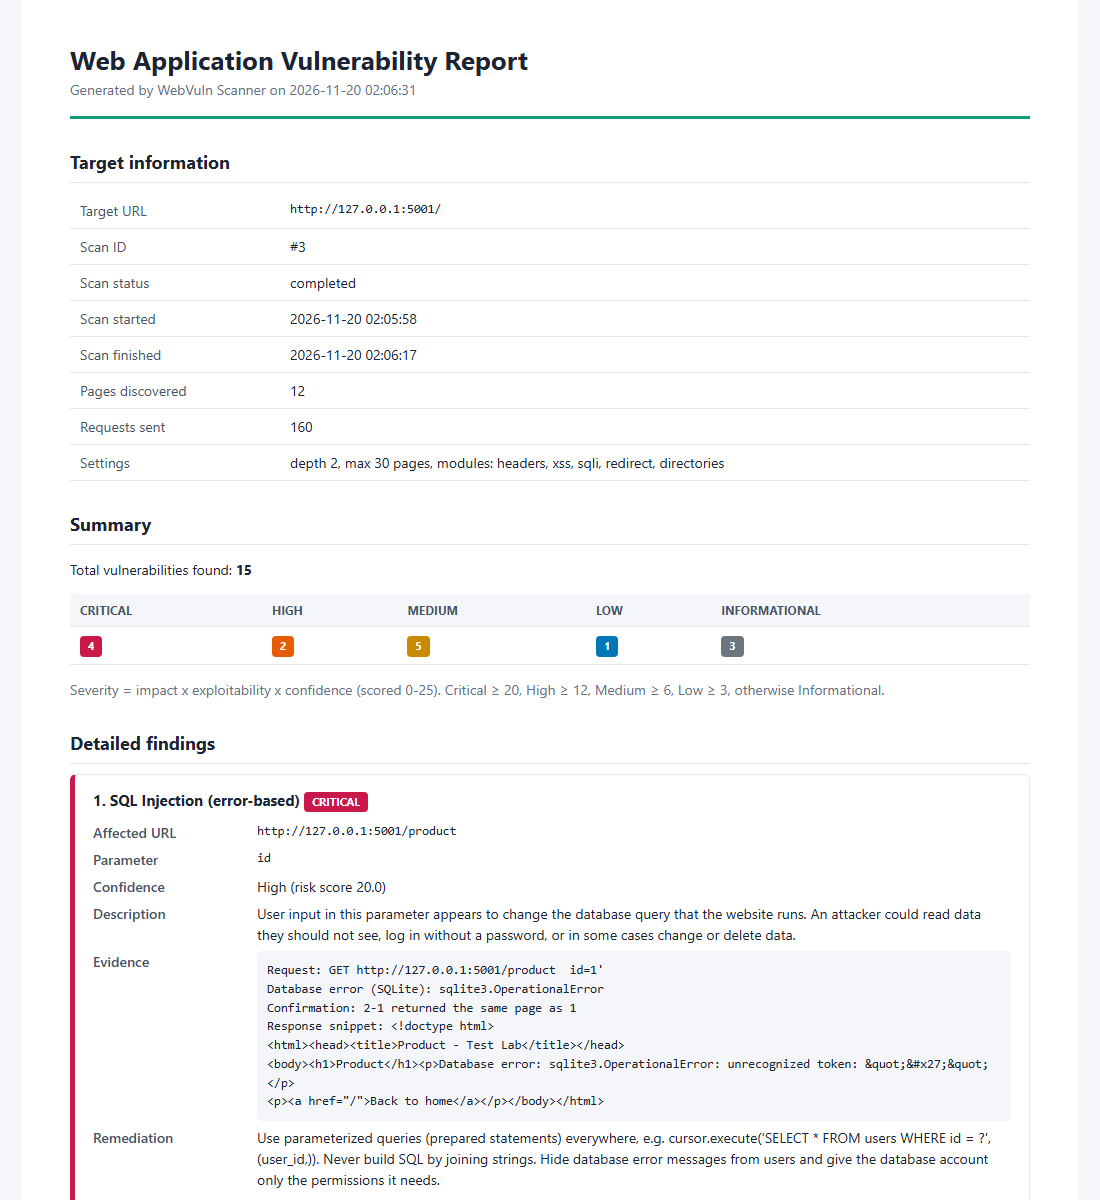 Web Application Vulnerability Report
Generated by WebVuln Scanner on 2026-11-20 02:06:31
Target information
Target URL http://127.0.0.1:5001/
Scan ID #3
Scan status completed
Scan started 2026-11-20 02:05:58
Scan finished 2026-11-20 02:06:17
Pages discovered 12
Requests sent 160
Settings depth 2, max 30 pages, modules: headers, xss, sqli, redirect, directories
Summary
Total vulnerabilities found: 15
CRITICAL HIGH MEDIUM LOW INFORMATIONAL
4 2 5 1 3
Severity = impact x exploitability x confidence (scored 0-25). Critical ≥ 20, High ≥ 12, Medium ≥ 6, Low ≥ 3, otherwise Informational.
Detailed findings
1. SQL Injection (error-based) CRITICAL
Affected URL http://127.0.0.1:5001/product
Parameter id
Confidence High (risk score 20.0)
Description User input in this parameter appears to change the database query that the website runs. An attacker could read data
they should not see, log in without a password, or in some cases change or delete data.
Evidence
Request: GET http://127.0.0.1:5001/product  id=1'
Database error (SQLite): sqlite3.OperationalError
Confirmation: 2-1 returned the same page as 1
Response snippet: <!doctype html>
<html><head><title>Product - Test Lab</title></head>
<body><h1>Product</h1><p>Database error: sqlite3.OperationalError: unrecognized token: &quot;&#x27;&quot;
</p>
<p><a href="/">Back to home</a></p></body></html>
Remediation Use parameterized queries (prepared statements) everywhere, e.g. cursor.execute('SELECT * FROM users WHERE id = ?',
(user_id,)). Never build SQL by joining strings. Hide database error messages from users and give the database account
only the permissions it needs.